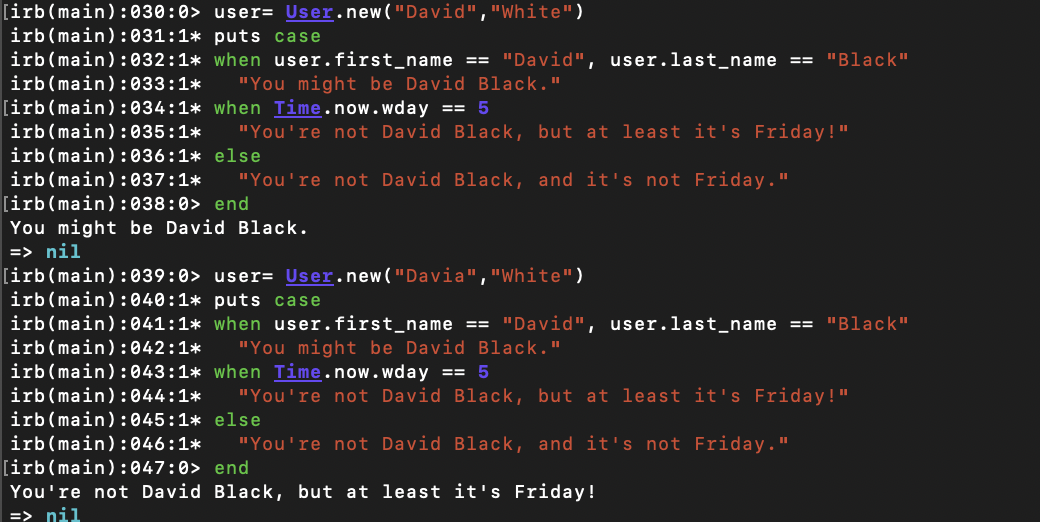 [irb(main):030:0> user= User.new("David","White")
irb(main):031:1* puts case
irb(main):032:1* when user.first_name == "David", user.last_name == "Black"
irb(main):033:1*   "You might be David Black."
[irb(main):034:1* when Time.now.wday == 5
irb(main):035:1*   "You're not David Black, but at least it's Friday!"
irb(main):036:1* else
irb(main):037:1*   "You're not David Black, and it's not Friday."
[irb(main):038:0> end
You might be David Black.
=> nil
[irb(main):039:0> user= User.new("Davia","White")
irb(main):040:1* puts case
irb(main):041:1* when user.first_name == "David", user.last_name == "Black"
irb(main):042:1*   "You might be David Black."
irb(main):043:1* when Time.now.wday == 5
irb(main):044:1*   "You're not David Black, but at least it's Friday!"
irb(main):045:1* else
irb(main):046:1*   "You're not David Black, and it's not Friday."
[irb(main):047:0> end
You're not David Black, but at least it's Friday!
=> nil